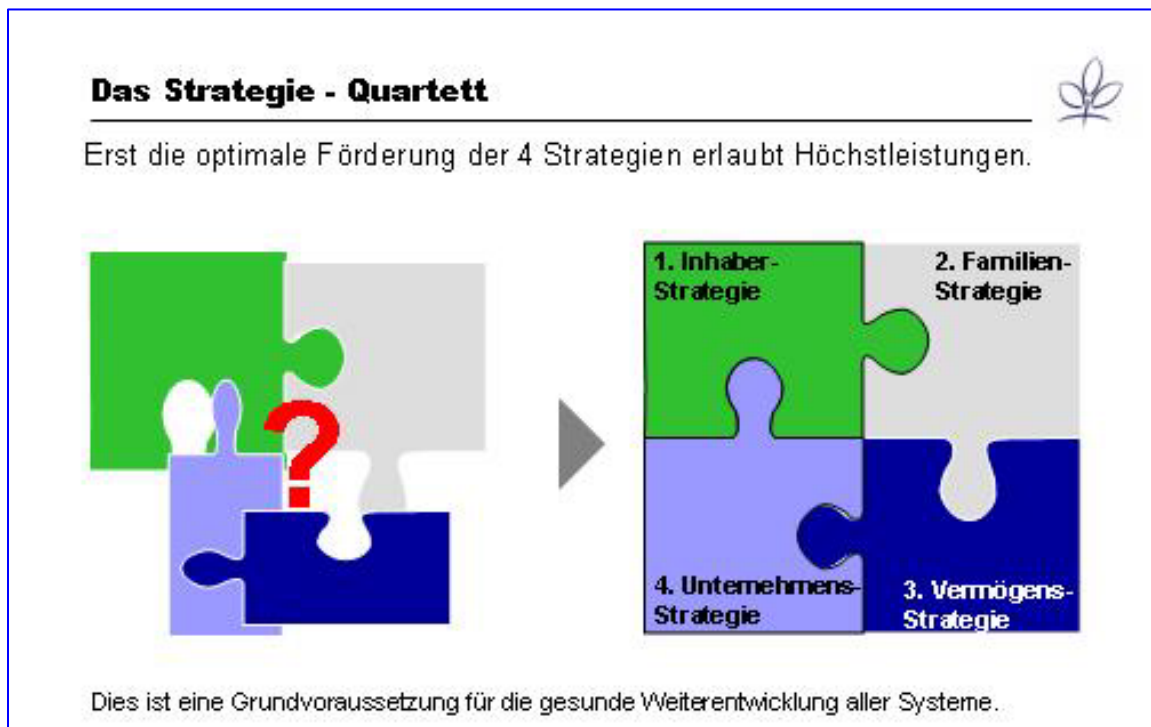 Das Strategie - Quartett
Erst die optimale Förderung der 4 Strategien erlaubt Höchstleistungen.
?
1. Inhaber-
Strategie
2. Familien-
Strategie
4. Unternehmens-
Strategie
3. Vermögens-
Strategie
Dies ist eine Grundvoraussetzung für die gesunde Weiterentwicklung aller Systeme.